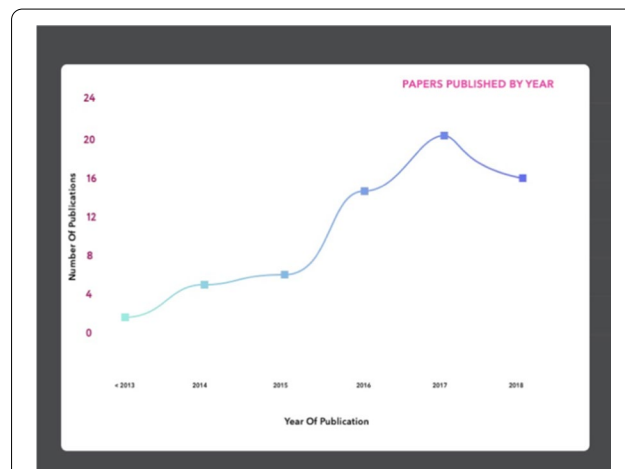 PAPERS PUBLISHED BY YEAR
24
20
16
12
8
4
0
Number Of Publications
< 2013 2014 2015 2016 2017 2018
Year Of Publication